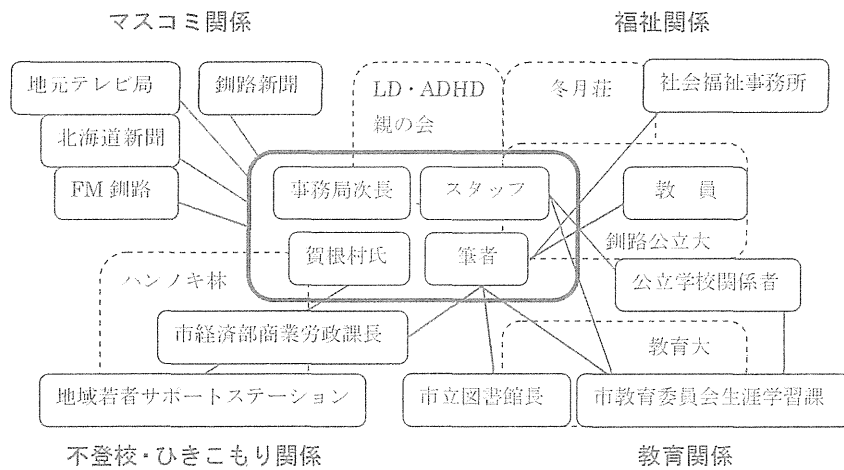 マスコミ関係
福祉関係
地元テレビ局
釧路新聞
LD・ADHD
親の会
冬月荘
社会福祉事務所
北海道新聞
FM 釧路
事務局次長
スタッフ
教 員
釧路公立大
賀根村氏
筆者
ハンノキ林
公立学校関係者
市経済部商業労政課長
教育大
地域若者サポートステーション
市立図書館長
市教育委員会生涯学習課
不登校・ひきこもり関係
教育関係